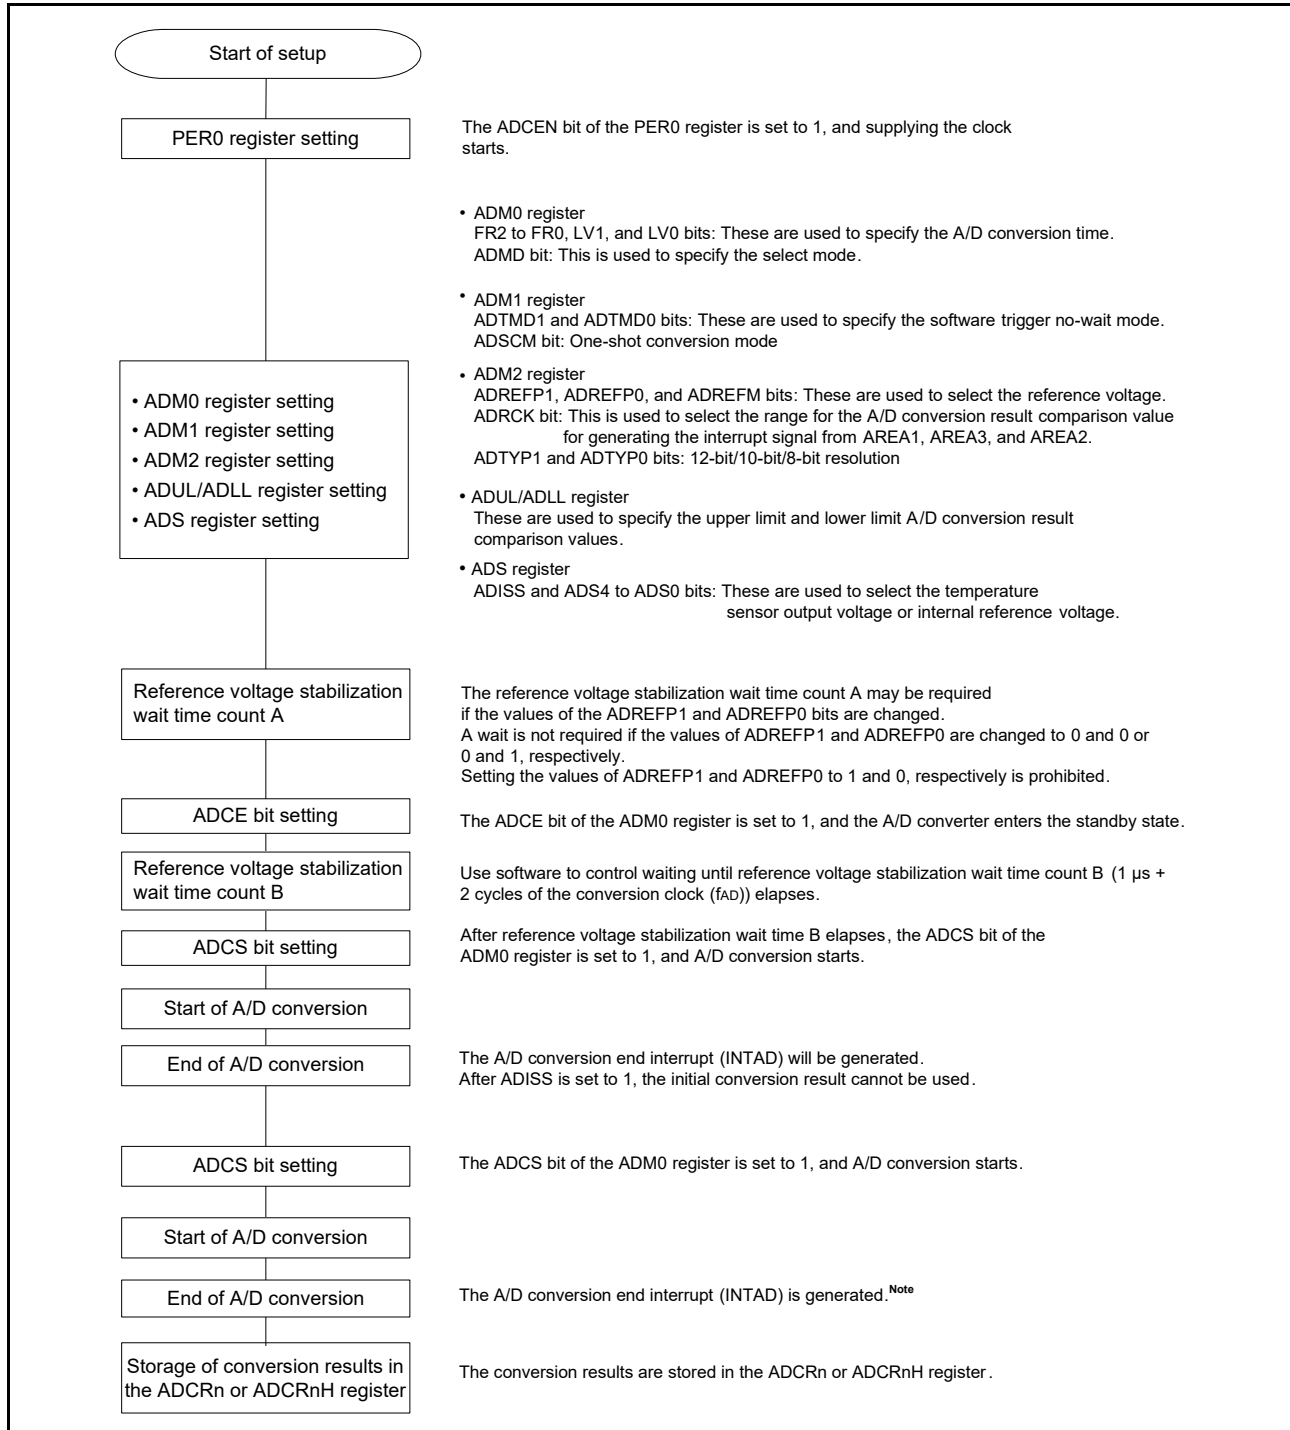 Start of setup
PER0 register setting
The ADCEN bit of the PER0 register is set to 1, and supplying the clock
starts.
• ADM0 register
FR2 to FR0, LV1, and LV0 bits: These are used to specify the A/D conversion time.
ADMD bit: This is used to specify the select mode.
• ADM1 register
ADTMD1 and ADTMD0 bits: These are used to specify the software trigger no-wait mode.
ADSCM bit: One-shot conversion mode
• ADM0 register setting
• ADM1 register setting
• ADM2 register setting
• ADUL/ADLL register setting
• ADS register setting
• ADM2 register
ADREFP1, ADREFP0, and ADREFM bits: These are used to select the reference voltage.
ADRCK bit: This is used to select the range for the A/D conversion result comparison value
for generating the interrupt signal from AREA1, AREA3, and AREA2.
ADTYP1 and ADTYP0 bits: 12-bit/10-bit/8-bit resolution
• ADUL/ADLL register
These are used to specify the upper limit and lower limit A/D conversion result
comparison values.
• ADS register
ADISS and ADS4 to ADS0 bits: These are used to select the temperature
sensor output voltage or internal reference voltage.
Reference voltage stabilization
wait time count A
The reference voltage stabilization wait time count A may be required
if the values of the ADREFP1 and ADREFP0 bits are changed.
A wait is not required if the values of ADREFP1 and ADREFP0 are changed to 0 and 0 or
0 and 1, respectively.
Setting the values of ADREFP1 and ADREFP0 to 1 and 0, respectively is prohibited.
ADCE bit setting
The ADCE bit of the ADM0 register is set to 1, and the A/D converter enters the standby state.
Reference voltage stabilization
wait time count B
Use software to control waiting until reference voltage stabilization wait time count B (1 µs +
2 cycles of the conversion clock (fAD)) elapses.
ADCS bit setting
After reference voltage stabilization wait time B elapses, the ADCS bit of the
ADM0 register is set to 1, and A/D conversion starts.
Start of A/D conversion
End of A/D conversion
The A/D conversion end interrupt (INTAD) will be generated.
After ADISS is set to 1, the initial conversion result cannot be used.
ADCS bit setting
The ADCS bit of the ADM0 register is set to 1, and A/D conversion starts.
Start of A/D conversion
End of A/D conversion
The A/D conversion end interrupt (INTAD) is generated.Note
Storage of conversion results in
the ADCRn or ADCRnH register
The conversion results are stored in the ADCRn or ADCRnH register.